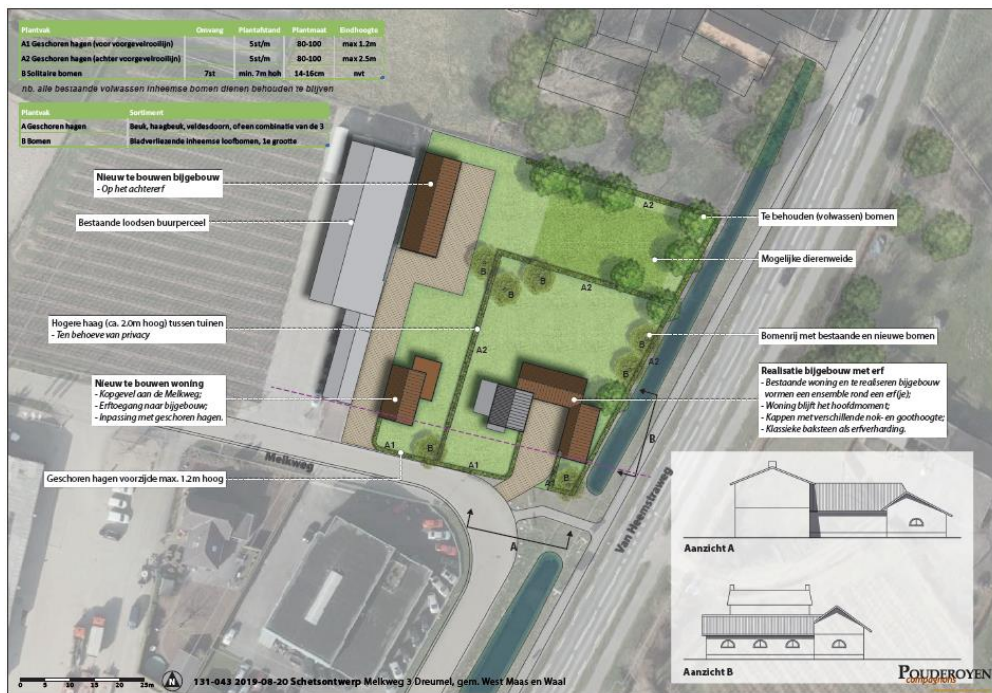 Plantvak Omvang Plantafstand Plantmaat Eindhoogte
A1 Geschoren hagen (voor voorgevelrooilijn) 5st/m 80-100 max 1.2m
A2 Geschoren hagen (achter voorgevelrooilijn) 5st/m 80-100 max 2.5m
B Solitaire bomen 7st min. 7m hoh 14-16cm nvt
nb. alle bestaande volwassen inheemse bomen dienen behouden te blijven
Plantvak Sortiment
A Geschoren hagen Beuk, haagbeuk, veldesdoorn, of een combinatie van de 3
B Bomen Bladverliezende inheemse loofbomen, 1e grootte
Nieuw te bouwen bijgebouw
- Op het achtererf
Bestaande loodsen buurperceel
A2
Te behouden (volwassen) bomen
Mogelijke dierenweide
B
B
B
A2
Hogere haag (ca. 2.0m hoog) tussen tuinen
- Ten behoeve van privacy
A2
B
A2
Bomenrij met bestaande en nieuwe bomen
Nieuw te bouwen woning
- Kopgevel aan de Melkweg;
- Erftoegang naar bijgebouw;
- Inpassing met geschoren hagen.
B
Realisatie bijgebouw met erf
- Bestaande woning en te realiseren bijgebouw
vormen een ensemble rond een erf(je);
- Woning blijft het hoofdmoment;
- Kappen met verschillende nok- en goothoogte;
- Klassieke baksteen als erfverharding.
A1
B
A1
B
A1
B
Melkweg
Geschoren hagen voorzijde max. 1.2m hoog
Van Heemstraweg
A
Aanzicht A
Aanzicht B
0 5 10 15 20 25m
N
131-043 2019-08-20 Schetsontwerp Melkweg 3 Dreumel, gem. West Maas en Waal
POUDEROYEN
compagnons